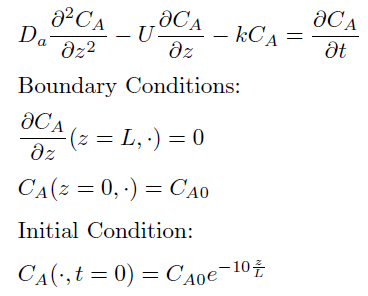 D_a ∂²C_A/∂z² − U ∂C_A/∂z − kC_A = ∂C_A/∂t
Boundary Conditions:
∂C_A/∂z (z = L, ·) = 0
C_A(z = 0, ·) = C_A0
Initial Condition:
C_A(·, t = 0) = C_A0 e^(−10 z/L)